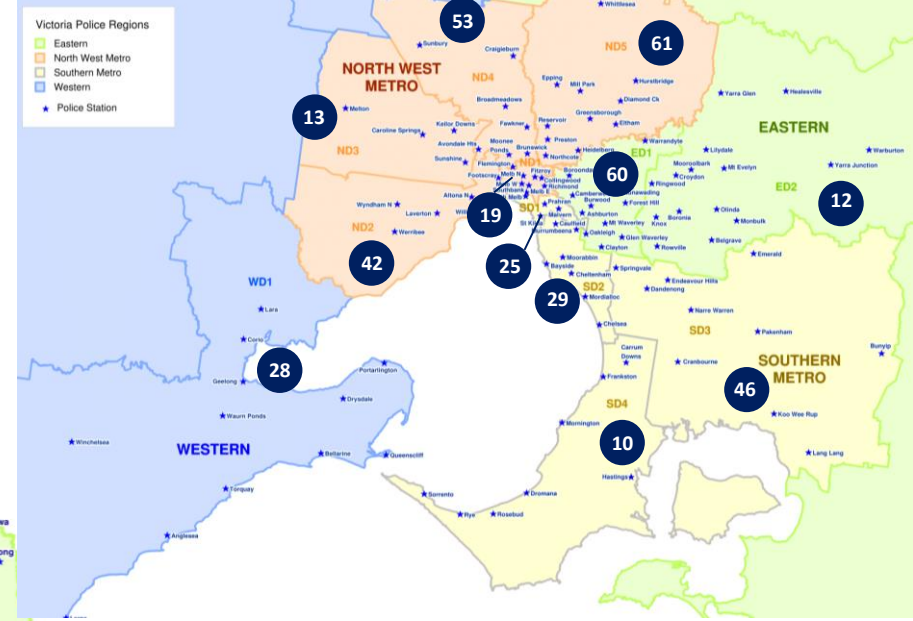 Victoria Police Regions
Eastern
North West Metro
Southern Metro
Western
Police Station
Whittlesea
53
61
ND5
Sunbury
Craigieburn
NORTH WEST
METRO
ND4
Epping
Mill Park
Hurstbridge
Diamond Ck
Yarra Glen
Healesville
Broadmeadows
13
Melton
Greensborough
Eltham
Keilor Downs
Fawkner
Reservoir
EASTERN
Caroline Springs
Preston
Warrandyte
Avondale Hts
Moonee
Ponds
Brunswick
Northcote
Heidelberg
ED1
Lilydale
Warburton
ND3
Sunshine
Flemington
ND1
Mooroolbark
Croydon
Mt Evelyn
Yarra Junction
Footscray
Melb N
Fitzroy
Collingwood
Richmond
60
Ringwood
ED2
Melb W
Southbank
Melb E
Altona N
Prahran
Burwood
Forest Hill
12
Wyndham N
Laverton
19
SD1
Malvern
Ashburton
Boronia
Knox
Olinda
Monbulk
ND2
Werribee
St Kilda
Caulfield
Murrumbeena
Mt Waverley
Oakleigh
Glen Waverley
Rowville
Belgrave
Clayton
42
25
Moorabbin
Bayside
Cheltenham
Springvale
Emerald
WD1
SD2
Endeavour Hills
Dandenong
29
Mordialloc
Lara
Narre Warren
Chelsea
SD3
Pakenham
Corio
Carrum
Downs
Bunyip
28
Portarlington
Cranbourne
SOUTHERN
METRO
Geelong
Frankston
46
Drysdale
SD4
Waurn Ponds
Mornington
Koo Wee Rup
Winchelsea
WESTERN
10
Bellarine
Queenscliff
Lang Lang
Hastings
Torquay
Sorrento
Dromana
Rye
Rosebud
Anglesea